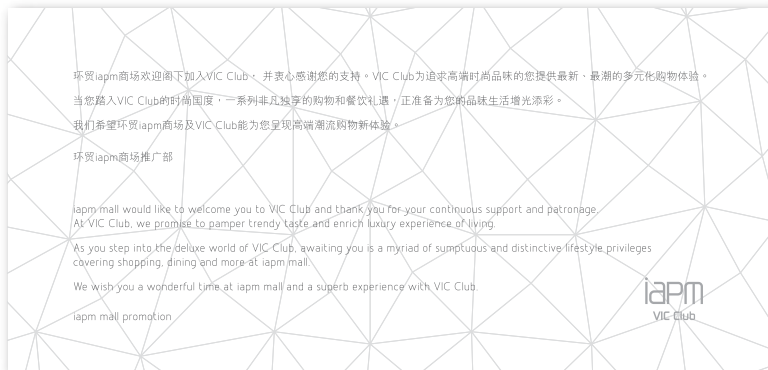 环贸iapm商场欢迎阁下加入VIC Club，并衷心感谢您的支持。VIC Club为追求高端时尚品味的您提供最新、最潮的多元化购物体验。
当您踏入VIC Club的时尚国度，一系列非凡独享的购物和餐饮礼遇，正准备为您的品味生活增光添彩。
我们希望环贸iapm商场及VIC Club能为您呈现高端潮流购物新体验。
环贸iapm商场推广部
iapm mall would like to welcome you to VIC Club and thank you for your continuous support and patronage.
At VIC Club, we promise to pamper trendy taste and enrich luxury experience of living.
As you step into the deluxe world of VIC Club, awaiting you is a myriad of sumptuous and distinctive lifestyle privileges
covering shopping, dining and more at iapm mall.
We wish you a wonderful time at iapm mall and a superb experience with VIC Club.
iapm mall promotion
iapm
VIC Club